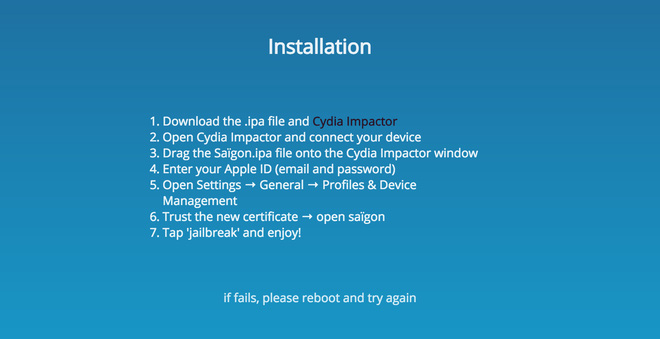 Installation
1. Download the .ipa file and Cydia Impactor
2. Open Cydia Impactor and connect your device
3. Drag the Saïgon.ipa file onto the Cydia Impactor window
4. Enter your Apple ID (email and password)
5. Open Settings → General → Profiles & Device
Management
6. Trust the new certificate → open saïgon
7. Tap 'jailbreak' and enjoy!
if fails, please reboot and try again